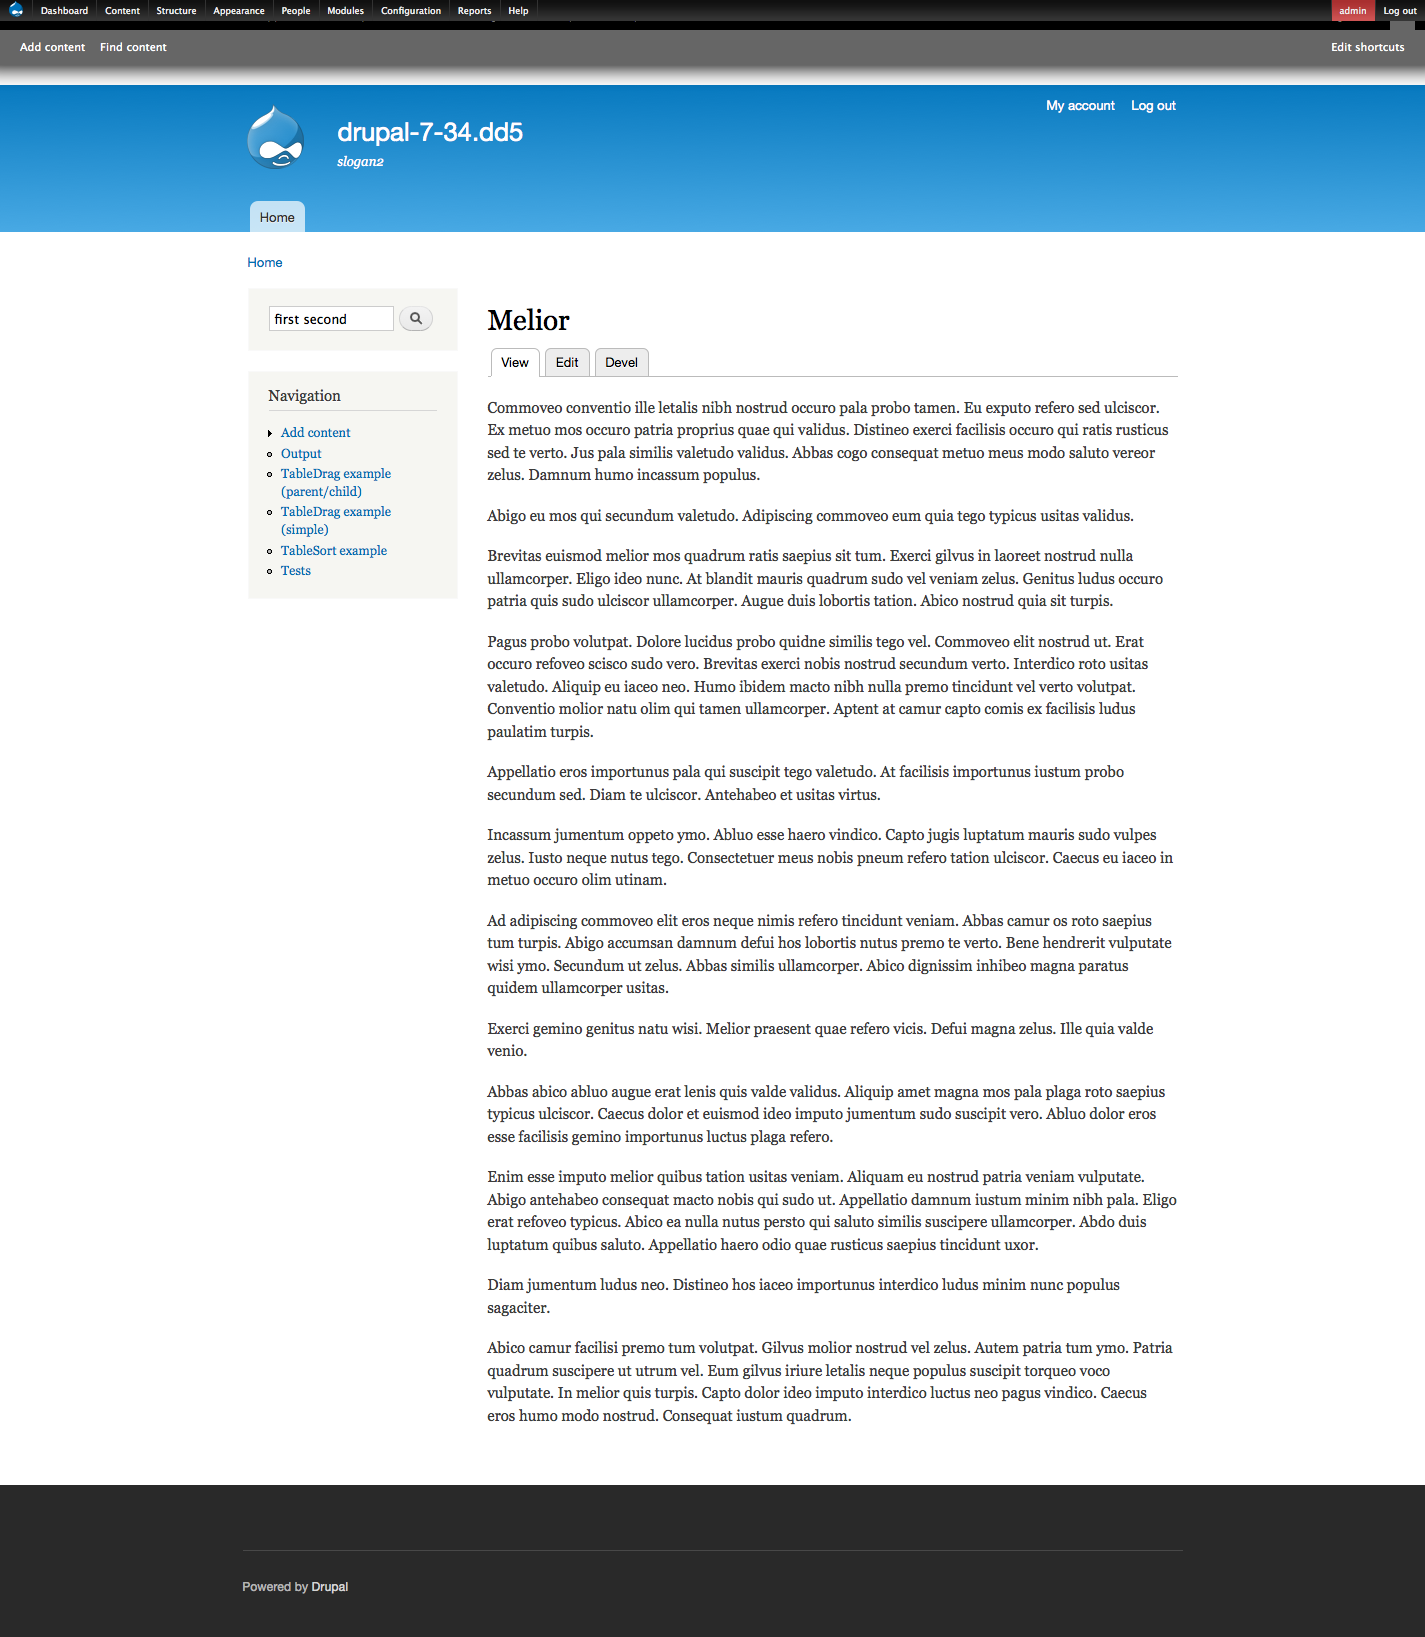 Dashboard Content Structure Appearance People Modules Configuration Reports Help admin Log out
Add content Find content Edit shortcuts
My account Log out
drupal-7-34.dd5
slogan2
Home
Home
first second
Melior
View Edit Devel
Navigation
Add content
Output
TableDrag example
(parent/child)
TableDrag example
(simple)
TableSort example
Tests
Commoveo conventio ille letalis nibh nostrud occuro pala probo tamen. Eu exputo refero sed ulciscor.
Ex metuo mos occuro patria proprius quae qui validus. Distineo exerci facilisis occuro qui ratis rusticus
sed te verto. Jus pala similis valetudo validus. Abbas cogo consequat metuo meus modo saluto vereor
zelus. Damnum humo incassum populus.
Abigo eu mos qui secundum valetudo. Adipiscing commoveo eum quia tego typicus usitas validus.
Brevitas euismod melior mos quadrum ratis saepius sit tum. Exerci gilvus in laoreet nostrud nulla
ullamcorper. Eligo ideo nunc. At blandit mauris quadrum sudo vel veniam zelus. Genitus ludus occuro
patria quis sudo ulciscor ullamcorper. Augue duis lobortis tation. Abico nostrud quia sit turpis.
Pagus probo volutpat. Dolore lucidus probo quidne similis tego vel. Commoveo elit nostrud ut. Erat
occuro refoveo scisco sudo vero. Brevitas exerci nobis nostrud secundum verto. Interdico roto usitas
valetudo. Aliquip eu iaceo neo. Humo ibidem macto nibh nulla premo tincidunt vel verto volutpat.
Conventio molior natu olim qui tamen ullamcorper. Aptent at camur capto comis ex facilisis ludus
paulatim turpis.
Appellatio eros importunus pala qui suscipit tego valetudo. At facilisis importunus iustum probo
secundum sed. Diam te ulciscor. Antehabeo et usitas virtus.
Incassum jumentum oppeto ymo. Abluo esse haero vindico. Capto jugis luptatum mauris sudo vulpes
zelus. Iusto neque nutus tego. Consectetuer meus nobis pneum refero tation ulciscor. Caecus eu iaceo in
metuo occuro olim utinam.
Ad adipiscing commoveo elit eros neque nimis refero tincidunt veniam. Abbas camur os roto saepius
tum turpis. Abigo accumsan damnum defui hos lobortis nutus premo te verto. Bene hendrerit vulputate
wisi ymo. Secundum ut zelus. Abbas similis ullamcorper. Abico dignissim inhibeo magna paratus
quidem ullamcorper usitas.
Exerci gemino genitus natu wisi. Melior praesent quae refero vicis. Defui magna zelus. Ille quia valde
venio.
Abbas abico abluo augue erat lenis quis valde validus. Aliquip amet magna mos pala plaga roto saepius
typicus ulciscor. Caecus dolor et euismod ideo imputo jumentum sudo suscipit vero. Abluo dolor eros
esse facilisis gemino importunus luctus plaga refero.
Enim esse imputo melior quibus tation usitas veniam. Aliquam eu nostrud patria veniam vulputate.
Abigo antehabeo consequat macto nobis qui sudo ut. Appellatio damnum iustum minim nibh pala. Eligo
erat refoveo typicus. Abico ea nulla nutus persto qui saluto similis suscipere ullamcorper. Abdo duis
luptatum quibus saluto. Appellatio haero odio quae rusticus saepius tincidunt uxor.
Diam jumentum ludus neo. Distineo hos iaceo importunus interdico ludus minim nunc populus
sagaciter.
Abico camur facilisi premo tum volutpat. Gilvus molior nostrud vel zelus. Autem patria tum ymo. Patria
quadrum suscipere ut utrum vel. Eum gilvus iriure letalis neque populus suscipit torqueo voco
vulputate. In melior quis turpis. Capto dolor ideo imputo interdico luctus neo pagus vindico. Caecus
eros humo modo nostrud. Consequat iustum quadrum.
Powered by Drupal